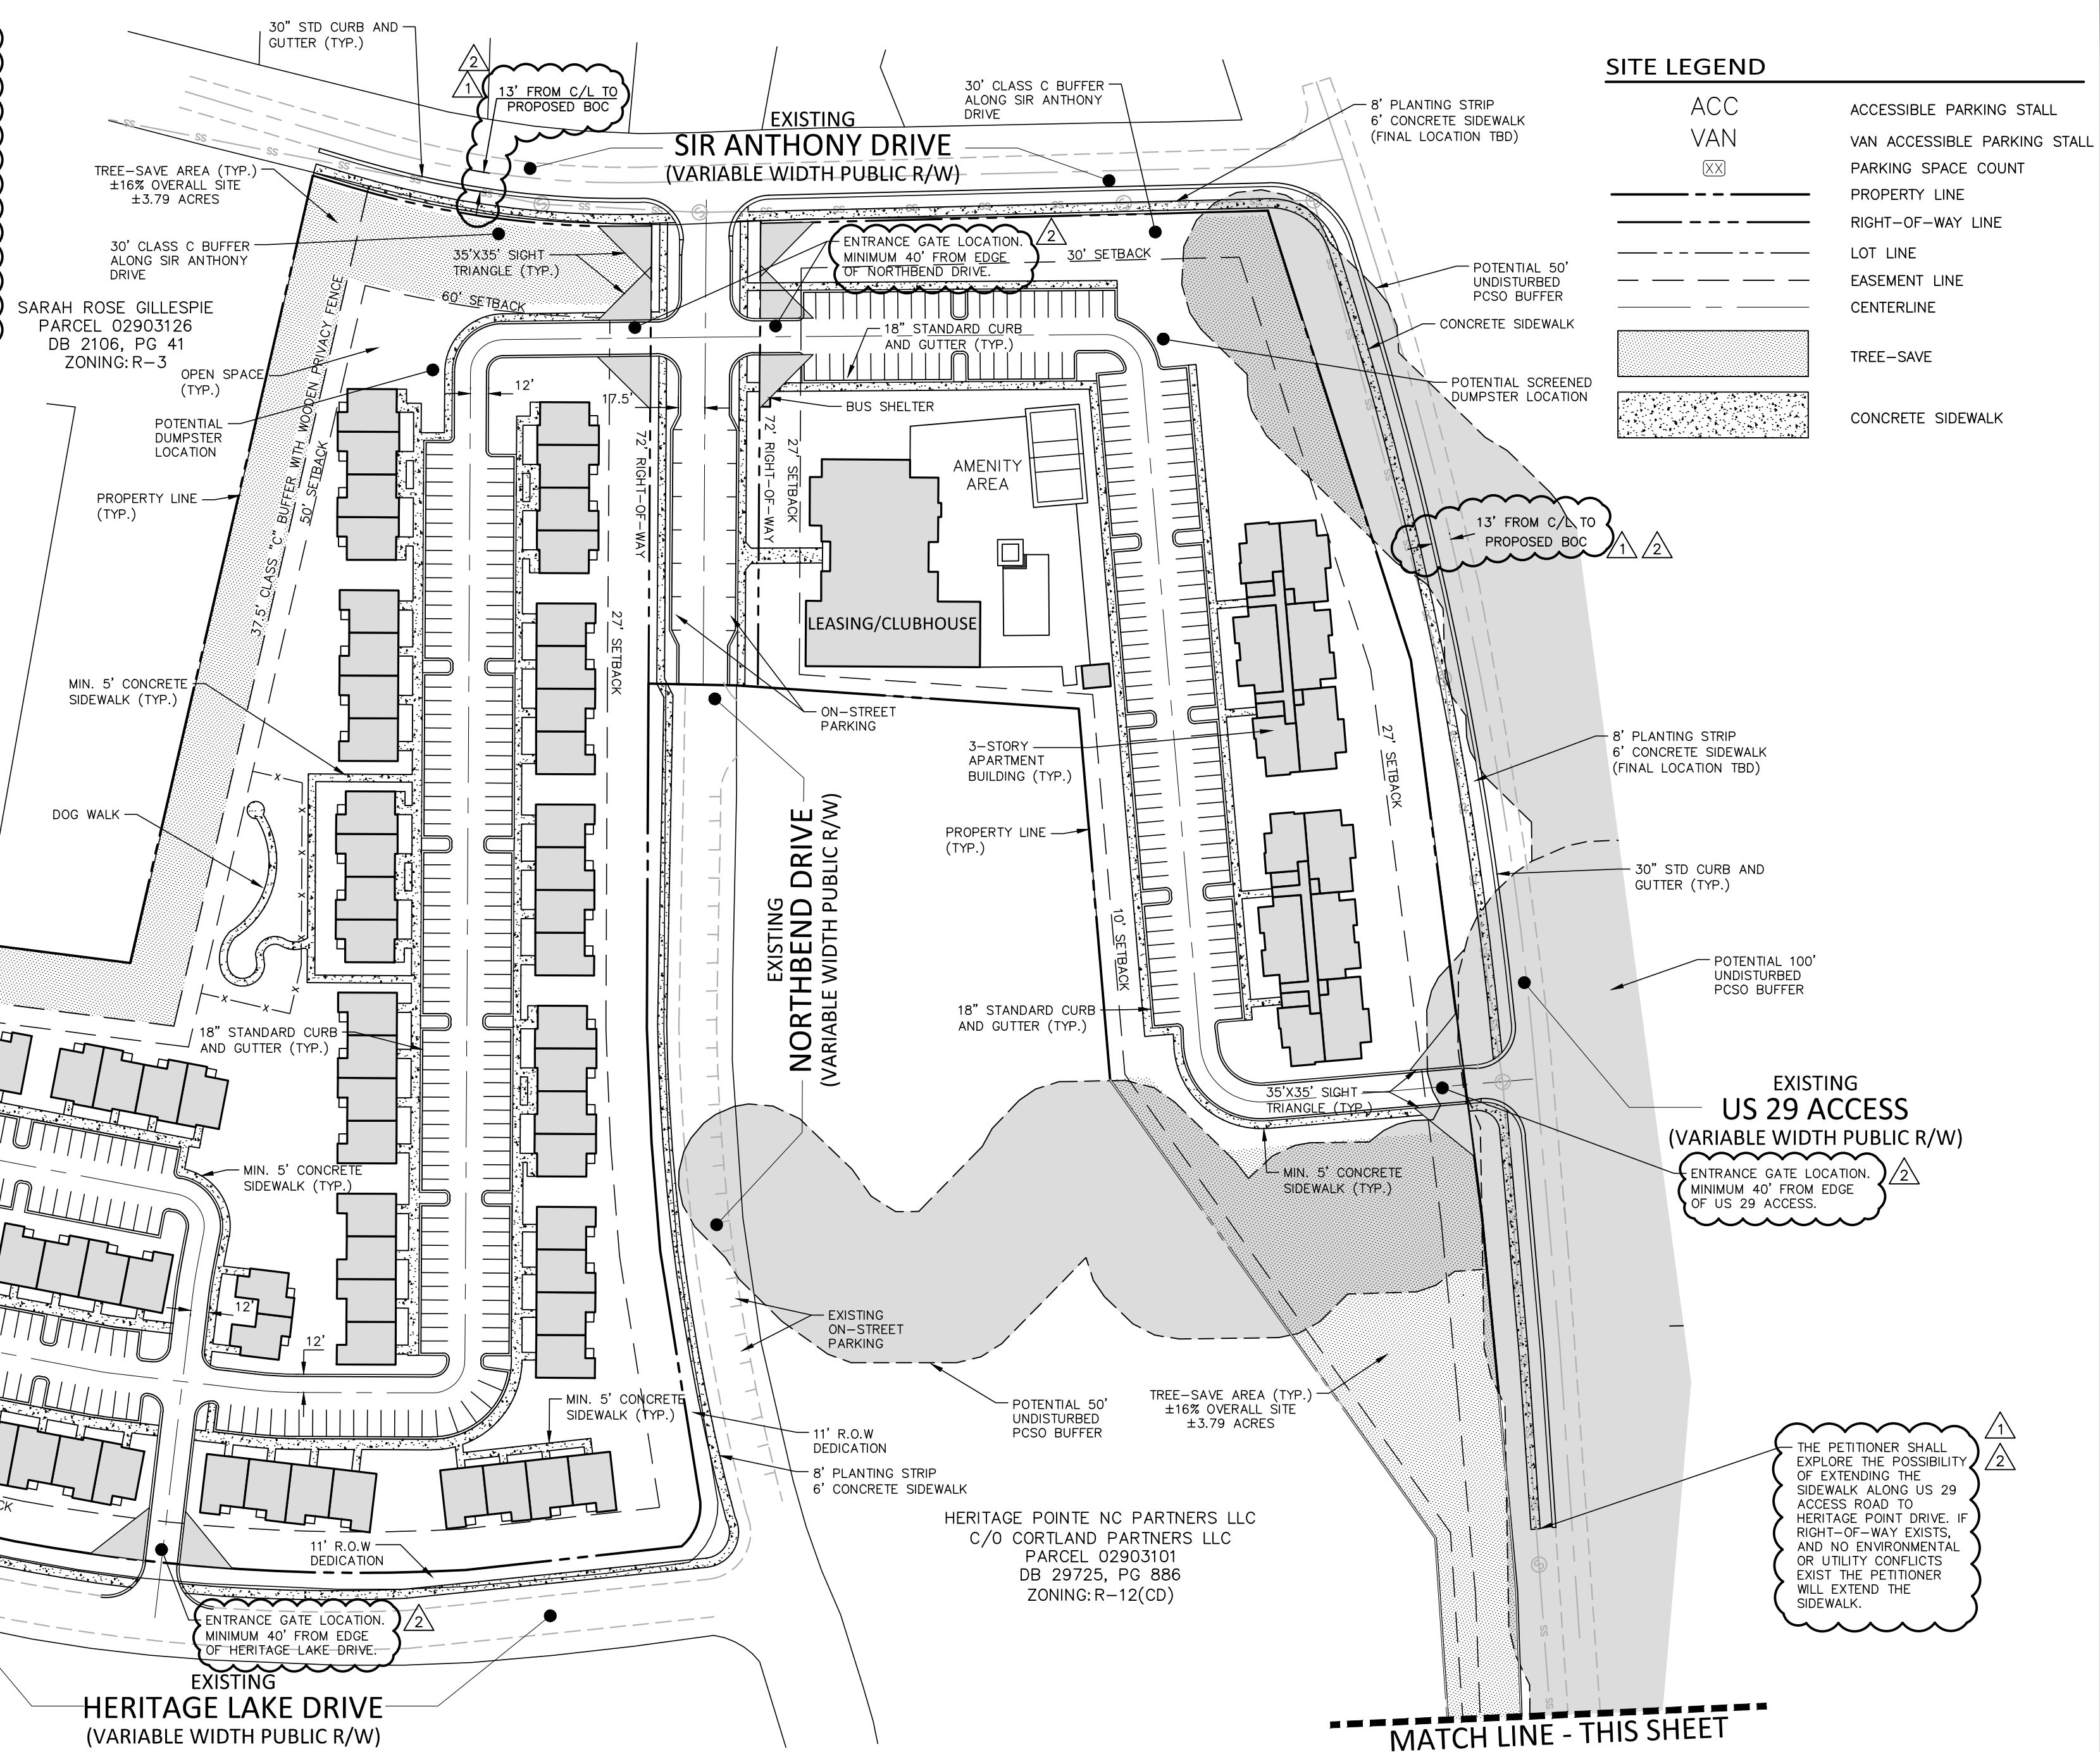 30" STD CURB AND
GUTTER (TYP.)
2
1
13' FROM C/L TO
PROPOSED BOC
EXISTING
SIR ANTHONY DRIVE
(VARIABLE WIDTH PUBLIC R/W)
30' CLASS C BUFFER
ALONG SIR ANTHONY
DRIVE
8' PLANTING STRIP
6' CONCRETE SIDEWALK
(FINAL LOCATION TBD)
SITE LEGEND
ACC ACCESSIBLE PARKING STALL
VAN VAN ACCESSIBLE PARKING STALL
XX PARKING SPACE COUNT
PROPERTY LINE
RIGHT-OF-WAY LINE
LOT LINE
EASEMENT LINE
CENTERLINE
TREE-SAVE
CONCRETE SIDEWALK
TREE-SAVE AREA (TYP.)
±16% OVERALL SITE
±3.79 ACRES
30' CLASS C BUFFER
ALONG SIR ANTHONY
DRIVE
SARAH ROSE GILLESPIE
PARCEL 02903126
DB 2106, PG 41
ZONING: R-3
35'X35' SIGHT
TRIANGLE (TYP.)
60' SETBACK
ENTRANCE GATE LOCATION.
MINIMUM 40' FROM EDGE
OF NORTHBEND DRIVE.
2
30' SETBACK
POTENTIAL 50'
UNDISTURBED
PCSO BUFFER
CONCRETE SIDEWALK
18" STANDARD CURB
AND GUTTER (TYP.)
OPEN SPACE
(TYP.)
POTENTIAL
DUMPSTER
LOCATION
POTENTIAL SCREENED
DUMPSTER LOCATION
12'
17.5'
BUS SHELTER
37.5' CLASS "C" BUFFER WITH WOODEN PRIVACY FENCE
50' SETBACK
PROPERTY LINE
(TYP.)
72' RIGHT-OF-WAY
72' RIGHT-OF-WAY
27' SETBACK
AMENITY
AREA
13' FROM C/L TO
PROPOSED BOC
1
2
LEASING/CLUBHOUSE
27' SETBACK
MIN. 5' CONCRETE
SIDEWALK (TYP.)
ON-STREET
PARKING
3-STORY
APARTMENT
BUILDING (TYP.)
27' SETBACK
8' PLANTING STRIP
6' CONCRETE SIDEWALK
(FINAL LOCATION TBD)
DOG WALK
PROPERTY LINE
(TYP.)
EXISTING
NORTHBEND DRIVE
(VARIABLE WIDTH PUBLIC R/W)
30" STD CURB AND
GUTTER (TYP.)
10' SETBACK
POTENTIAL 100'
UNDISTURBED
PCSO BUFFER
18" STANDARD CURB
AND GUTTER (TYP.)
18" STANDARD CURB
AND GUTTER (TYP.)
35'X35' SIGHT
TRIANGLE (TYP.)
EXISTING
US 29 ACCESS
(VARIABLE WIDTH PUBLIC R/W)
ENTRANCE GATE LOCATION.
MINIMUM 40' FROM EDGE
OF US 29 ACCESS.
2
MIN. 5' CONCRETE
SIDEWALK (TYP.)
MIN. 5' CONCRETE
SIDEWALK (TYP.)
12'
12'
EXISTING
ON-STREET
PARKING
MIN. 5' CONCRETE
SIDEWALK (TYP.)
POTENTIAL 50'
UNDISTURBED
PCSO BUFFER
TREE-SAVE AREA (TYP.)
±16% OVERALL SITE
±3.79 ACRES
11' R.O.W
DEDICATION
8' PLANTING STRIP
6' CONCRETE SIDEWALK
1
2
THE PETITIONER SHALL
EXPLORE THE POSSIBILITY
OF EXTENDING THE
SIDEWALK ALONG US 29
ACCESS ROAD TO
HERITAGE POINT DRIVE. IF
RIGHT-OF-WAY EXISTS,
AND NO ENVIRONMENTAL
OR UTILITY CONFLICTS
EXIST THE PETITIONER
WILL EXTEND THE
SIDEWALK.
HERITAGE POINTE NC PARTNERS LLC
C/O CORTLAND PARTNERS LLC
PARCEL 02903101
DB 29725, PG 886
ZONING: R-12(CD)
11' R.O.W
DEDICATION
ENTRANCE GATE LOCATION.
MINIMUM 40' FROM EDGE
OF HERITAGE LAKE DRIVE.
2
EXISTING
HERITAGE LAKE DRIVE
(VARIABLE WIDTH PUBLIC R/W)
MATCH LINE - THIS SHEET